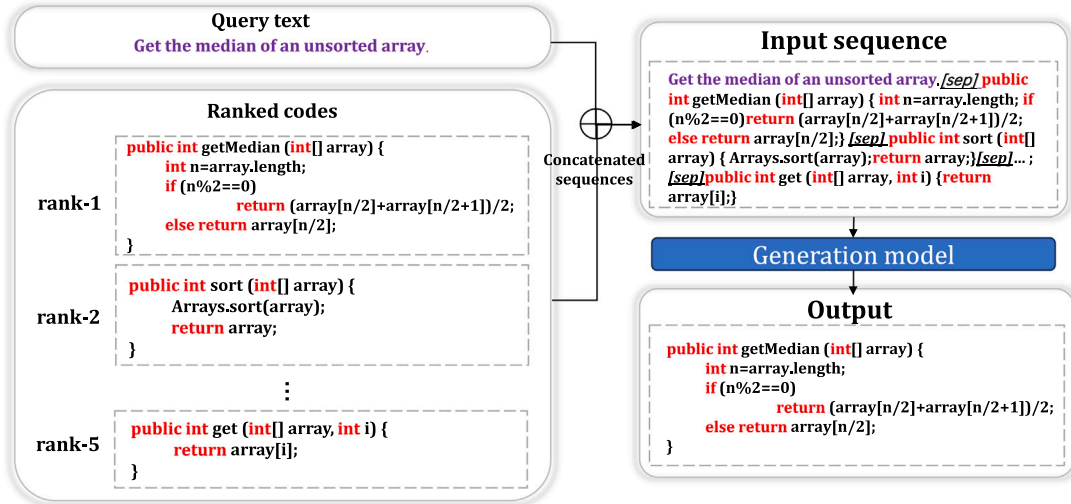 Query text
Get the median of an unsorted array.
Ranked codes
rank-1
public int getMedian (int[] array) {
int n=array.length;
if (n%2==0)
return (array[n/2]+array[n/2+1])/2;
else return array[n/2];
}
rank-2
public int sort (int[] array) {
Arrays.sort(array);
return array;
}
⋮
rank-5
public int get (int[] array, int i) {
return array[i];
}
Concatenated
sequences
Input sequence
Get the median of an unsorted array.[sep] public
int getMedian (int[] array) { int n=array.length; if
(n%2==0)return (array[n/2]+array[n/2+1])/2;
else return array[n/2];} [sep] public int sort (int[]
array) { Arrays.sort(array);return array;}[sep]... ;
[sep]public int get (int[] array, int i) {return
array[i];}
Generation model
Output
public int getMedian (int[] array) {
int n=array.length;
if (n%2==0)
return (array[n/2]+array[n/2+1])/2;
else return array[n/2];
}